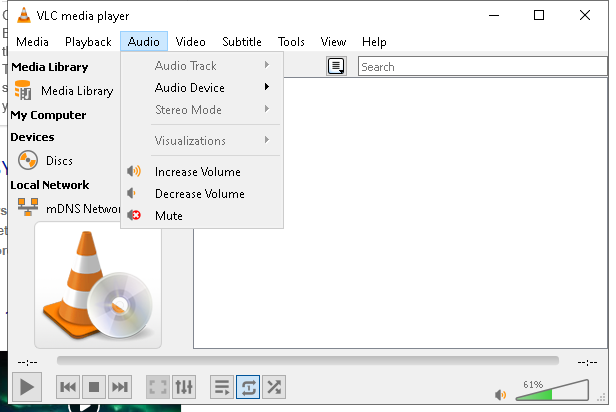 VLC media player
Media Playback Audio Video Subtitle Tools View Help
Media Library
Media Library
My Computer
Devices
Discs
Local Network
mDNS Networ
Audio Track
Audio Device
Stereo Mode
Visualizations
Increase Volume
Decrease Volume
Mute
Search
--:-- --:--
61%